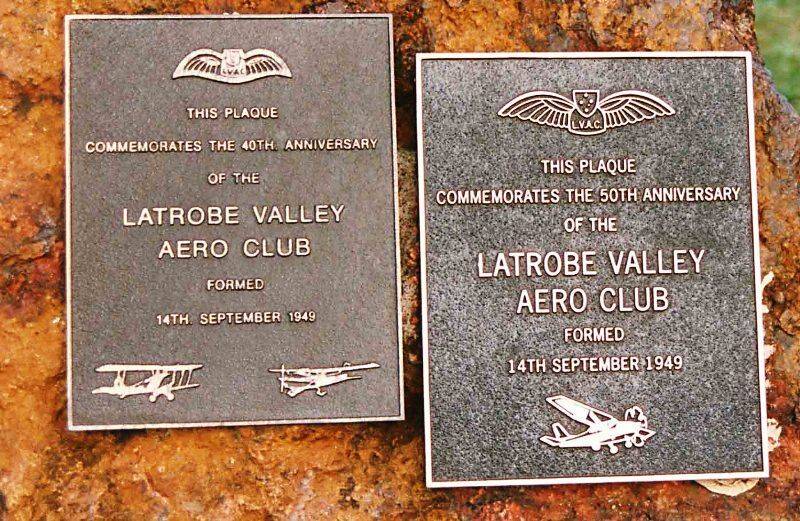 L.V.A.C.
THIS PLAQUE
COMMEMORATES THE 40TH. ANNIVERSARY
OF THE
LATROBE VALLEY
AERO CLUB
FORMED
14TH. SEPTEMBER 1949
L.V.A.C.
THIS PLAQUE
COMMEMORATES THE 50TH ANNIVERSARY
OF THE
LATROBE VALLEY
AERO CLUB
FORMED
14TH SEPTEMBER 1949